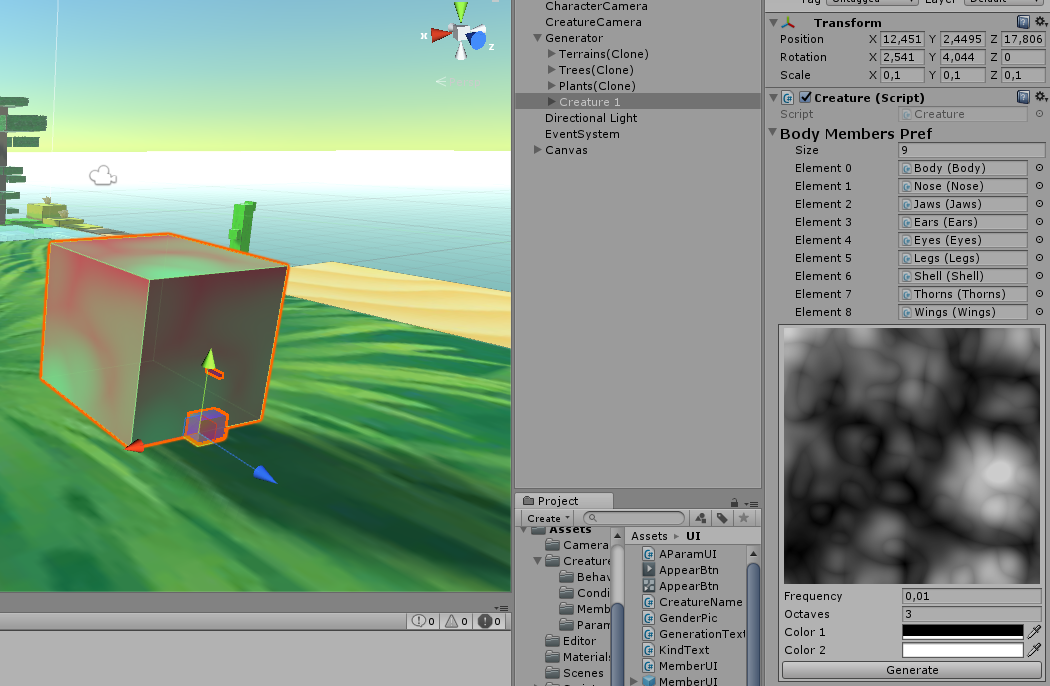 x
z
0
0
0
CharacterCamera
CreatureCamera
Generator
Terrains(Clone)
Trees(Clone)
Plants(Clone)
Creature 1
Directional Light
EventSystem
Canvas
Project
Create
Assets
Camera
Creature
Behav
Condi
Memb
Param
Editor
Materials
Scenes
Assets UI
AParamUI
AppearBtn
AppearBtn
CreatureName
GenderPic
GenerationText
KindText
MemberUI
MemberUI
Transform
Position X 12,451 Y 2,4495 Z 17,806
Rotation X 2,541 Y 4,044 Z 0
Scale X 0,1 Y 0,1 Z 0,1
Creature (Script)
Script Creature
Body Members Pref
Size 9
Element 0 Body (Body)
Element 1 Nose (Nose)
Element 2 Jaws (Jaws)
Element 3 Ears (Ears)
Element 4 Eyes (Eyes)
Element 5 Legs (Legs)
Element 6 Shell (Shell)
Element 7 Thorns (Thorns)
Element 8 Wings (Wings)
Frequency 0,01
Octaves 3
Color 1
Color 2
Generate